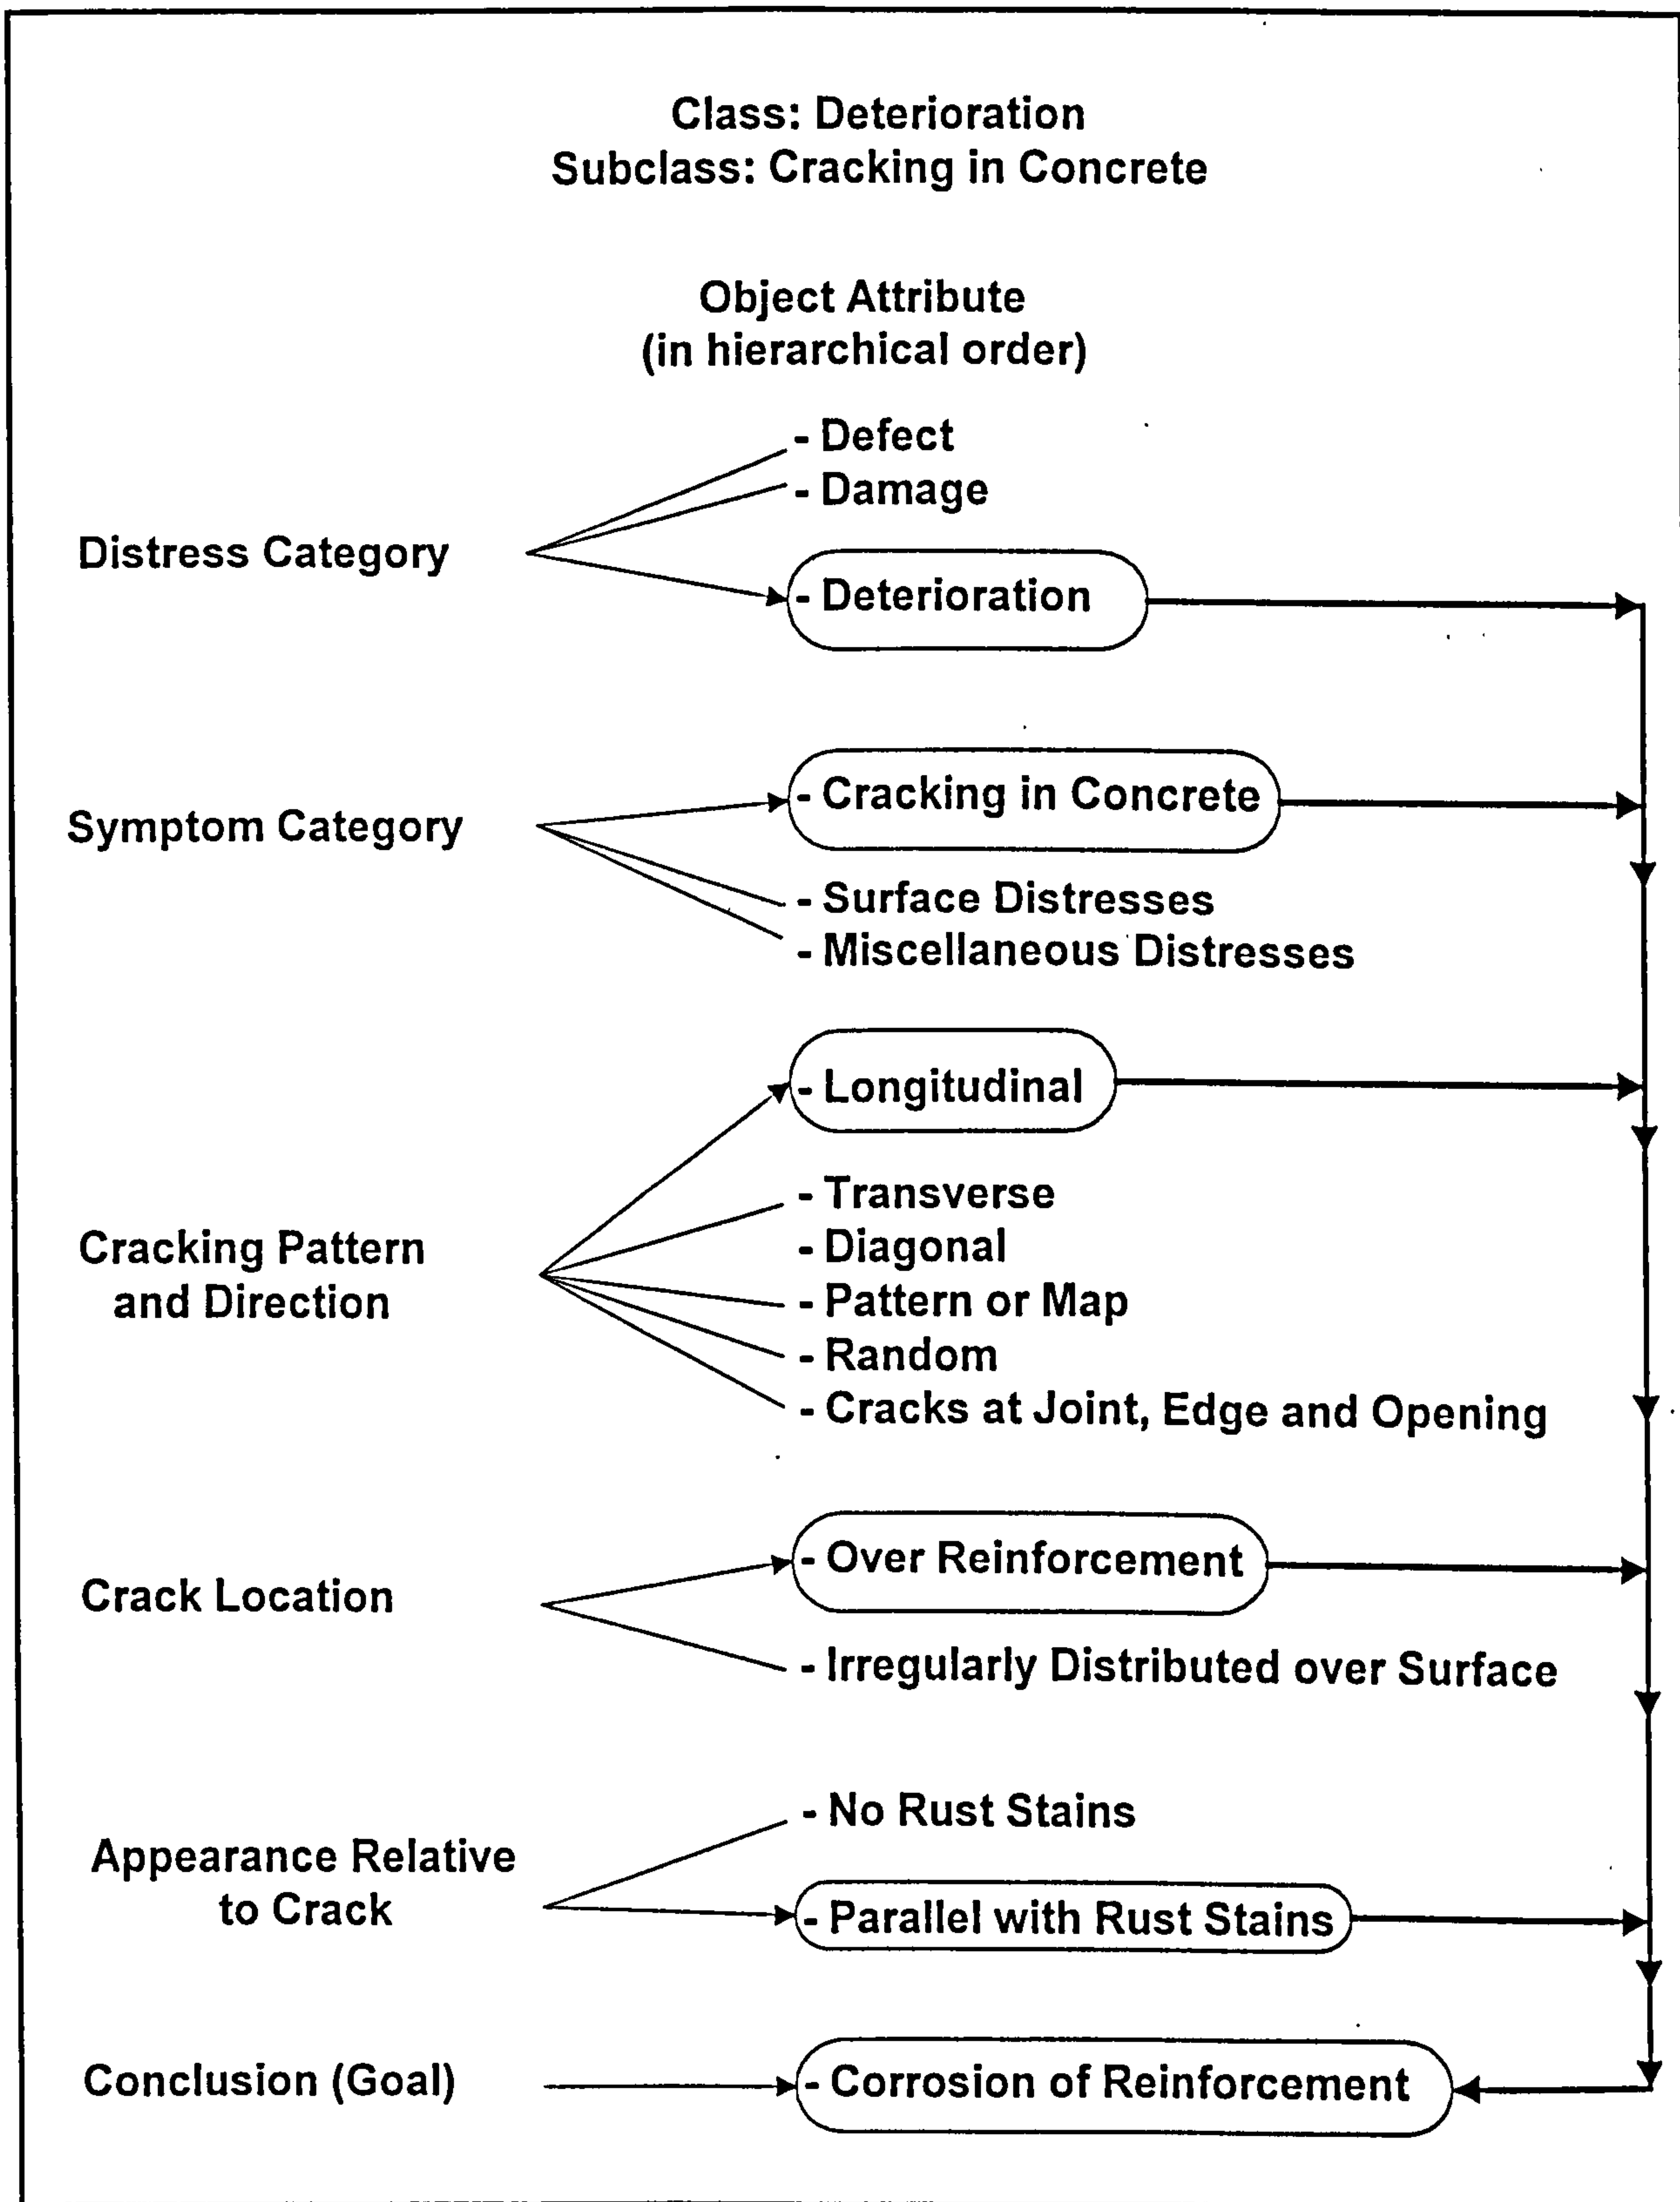 Class: Deterioration
Subclass: Cracking in Concrete
Object Attribute
(in hierarchical order)
Distress Category
- Defect
- Damage
- Deterioration
Symptom Category
- Cracking in Concrete
- Surface Distresses
- Miscellaneous Distresses
Cracking Pattern
and Direction
- Longitudinal
- Transverse
- Diagonal
- Pattern or Map
- Random
- Cracks at Joint, Edge and Opening
Crack Location
- Over Reinforcement
- Irregularly Distributed over Surface
Appearance Relative
to Crack
- No Rust Stains
- Parallel with Rust Stains
Conclusion (Goal)
- Corrosion of Reinforcement